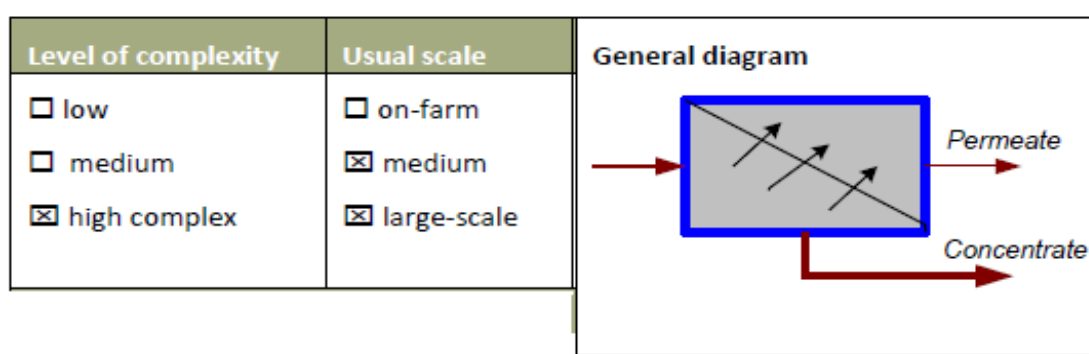 Level of complexity
Usual scale
General diagram
☐ low
☐ on-farm
☐ medium
☒ medium
☒ high complex
☒ large-scale
Permeate
Concentrate